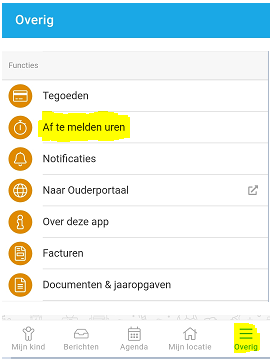 Overig
Functies
Tegoeden
Af te melden uren
Notificaties
Naar Ouderportaal
Over deze app
Facturen
Documenten & jaaropgaven
Mijn kind
Berichten
Agenda
Mijn locatie
Overig